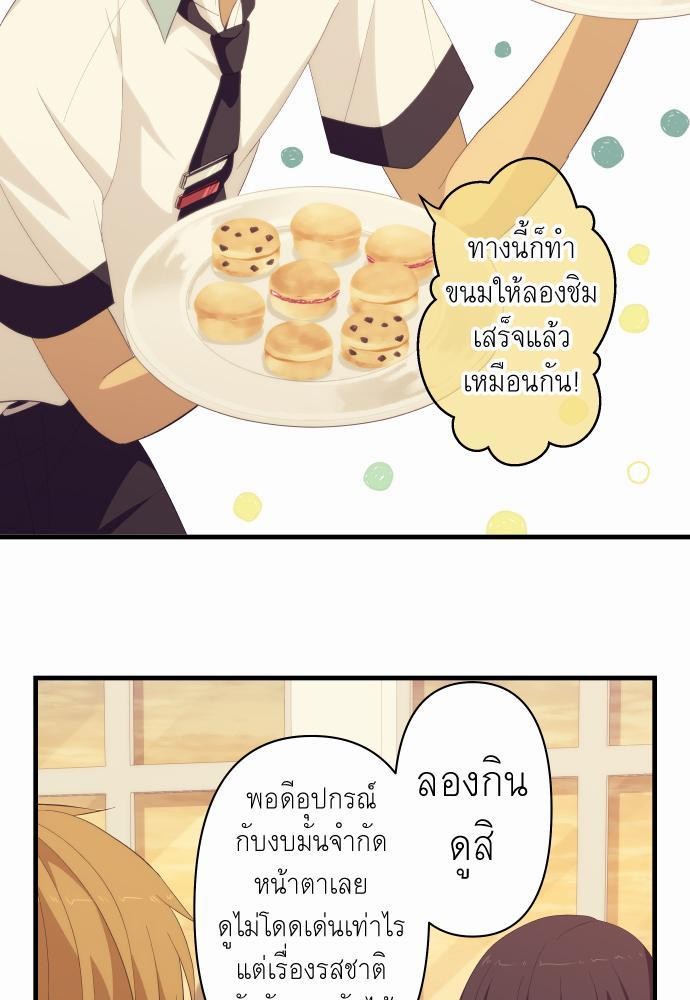 ทางนี้ก็ทำ
ขนมให้ลองชิม
เสร็จแล้ว
เหมือนกัน!
ลองกิน
ดูสิ
พอดีอุปกรณ์
กับงบมันจำกัด
หน้าตาเลย
ดูไม่โดดเด่นเท่าไร
แต่เรื่องรสชาติ